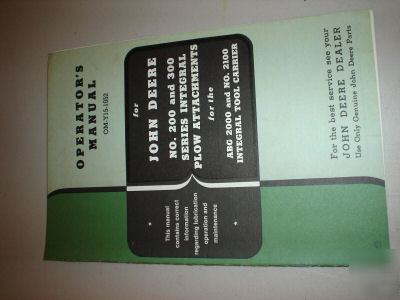 OPERATOR'S
MANUAL
OM-Y15-1052
for
JOHN DEERE
NO. 200 and 300
SERIES INTEGRAL
PLOW ATTACHMENTS
for the
ABG 2000 and NO. 2100
INTEGRAL TOOL CARRIER
*
This manual
contains correct
information
regarding lubrication
operation and
maintenance
*
For the best service see your
JOHN DEERE DEALER
Use Only Genuine John Deere Parts